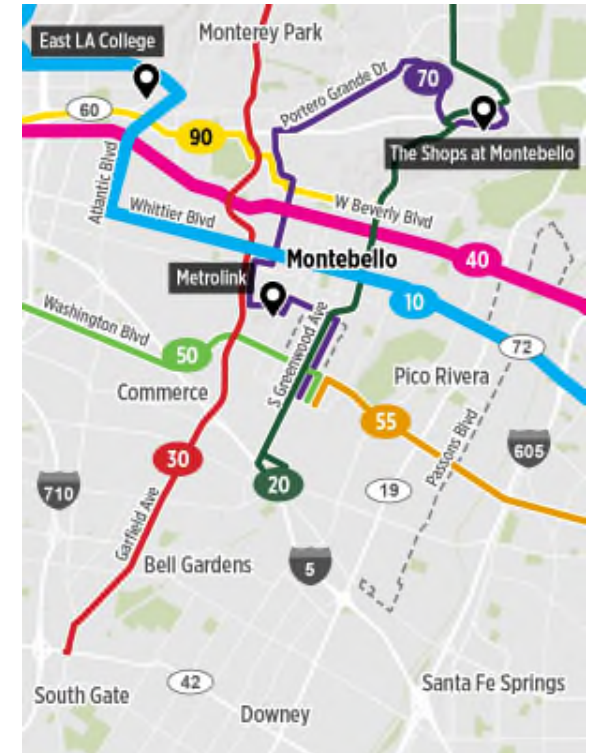 East LA College
Monterey Park
70
Portero Grande Dr
60
90
The Shops at Montebello
Atlantic Blvd
Whittier Blvd
W Beverly Blvd
Montebello
40
Metrolink
10
Washington Blvd
50
S Greenwood Ave
72
Commerce
Pico Rivera
55
Passons Blvd
605
30
20
19
710
Garfield Ave
Bell Gardens
5
42
South Gate
Santa Fe Springs
Downey